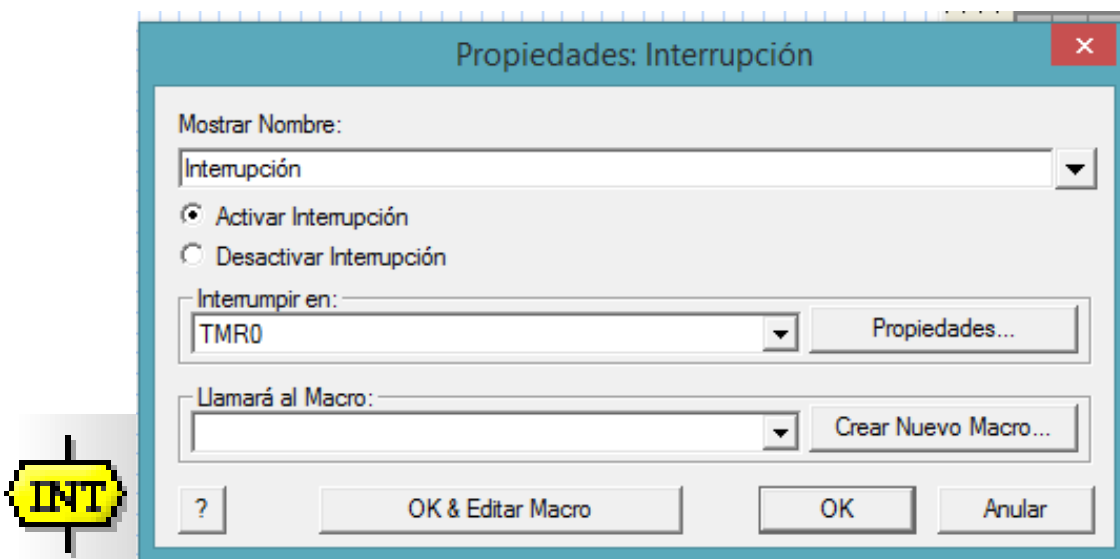 Propiedades: Interrupción
Mostrar Nombre:
Interrupción
Activar Interrupción
Desactivar Interrupción
Interrumpir en:
TMR0
Propiedades...
Llamará al Macro:
Crear Nuevo Macro...
INT
?
OK & Editar Macro
OK
Anular